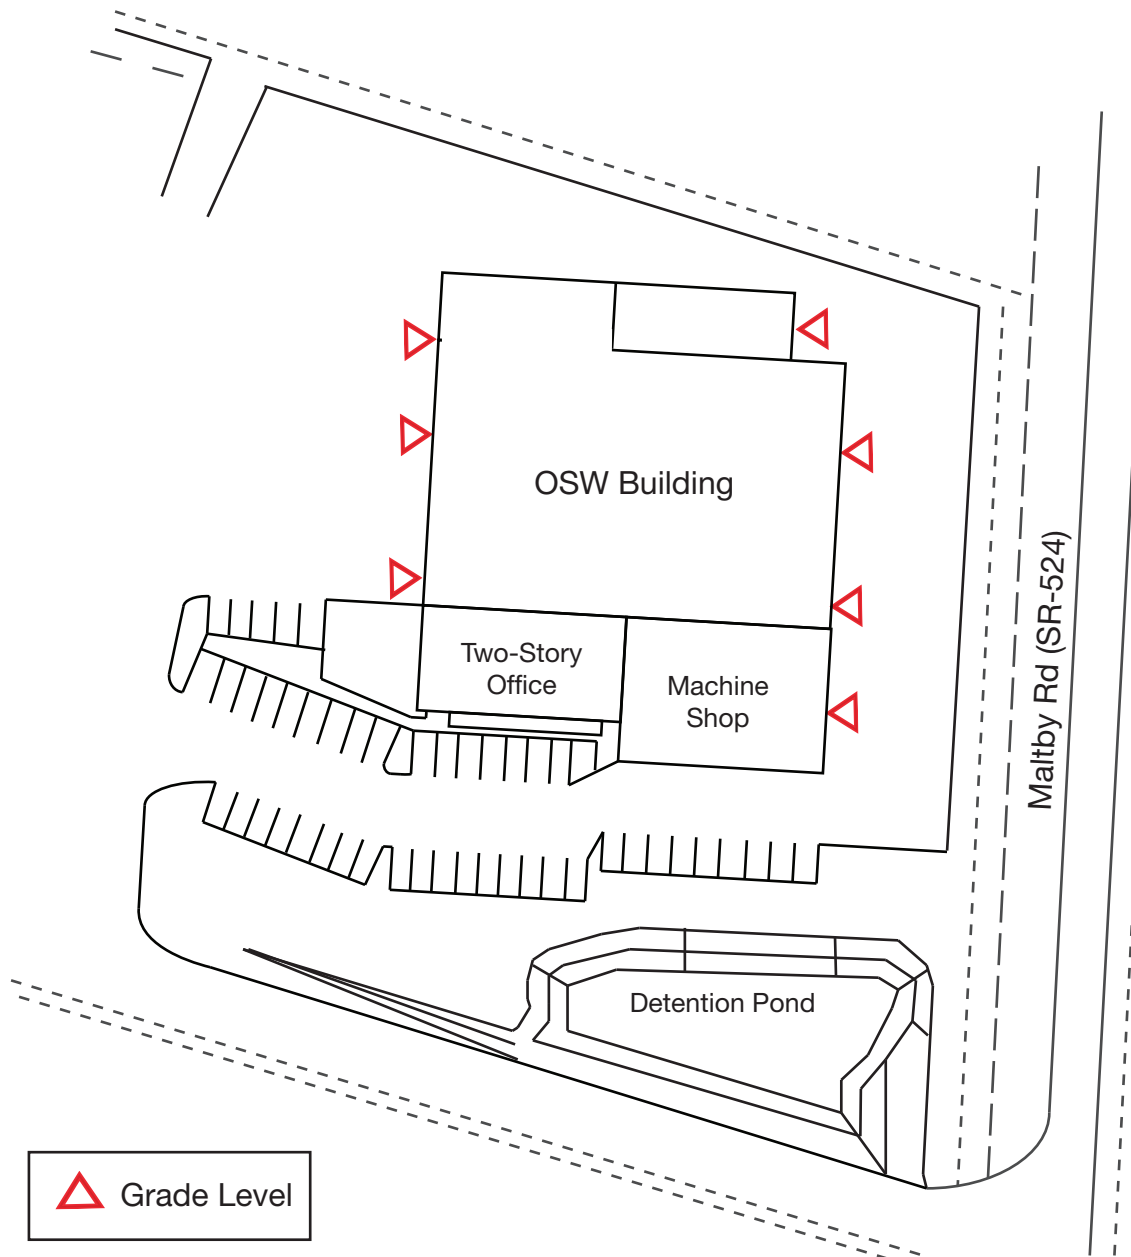 OSW Building
Two-Story
Office
Machine
Shop
Maltby Rd (SR-524)
Detention Pond
Grade Level